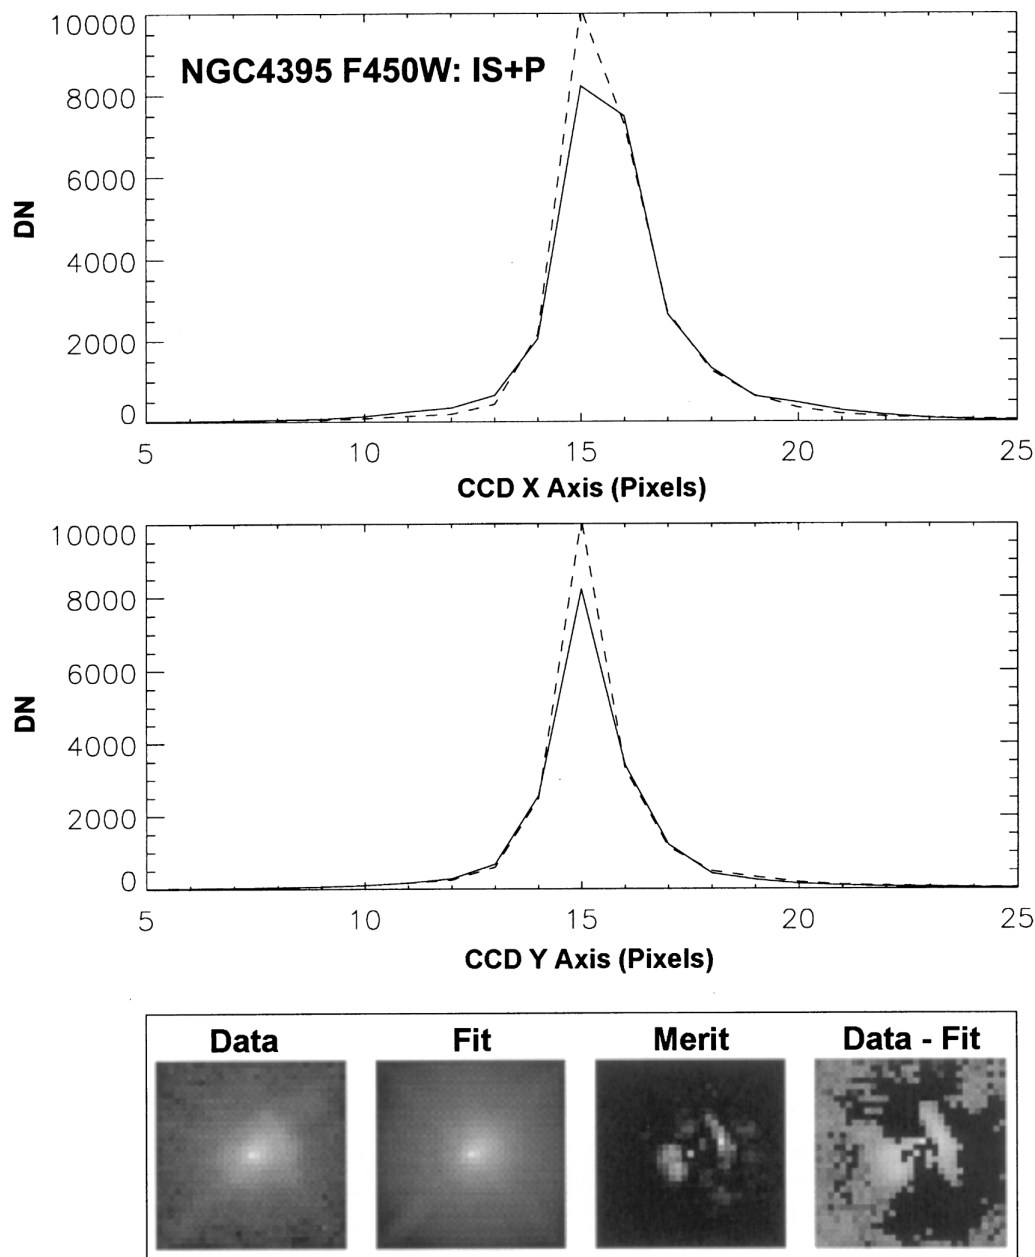 10000
8000
6000
4000
2000
0
NGC4395 F450W: IS+P
DN
5 10 15 20 25
CCD X Axis (Pixels)
10000
8000
6000
4000
2000
0
DN
5 10 15 20 25
CCD Y Axis (Pixels)
Data Fit Merit Data - Fit